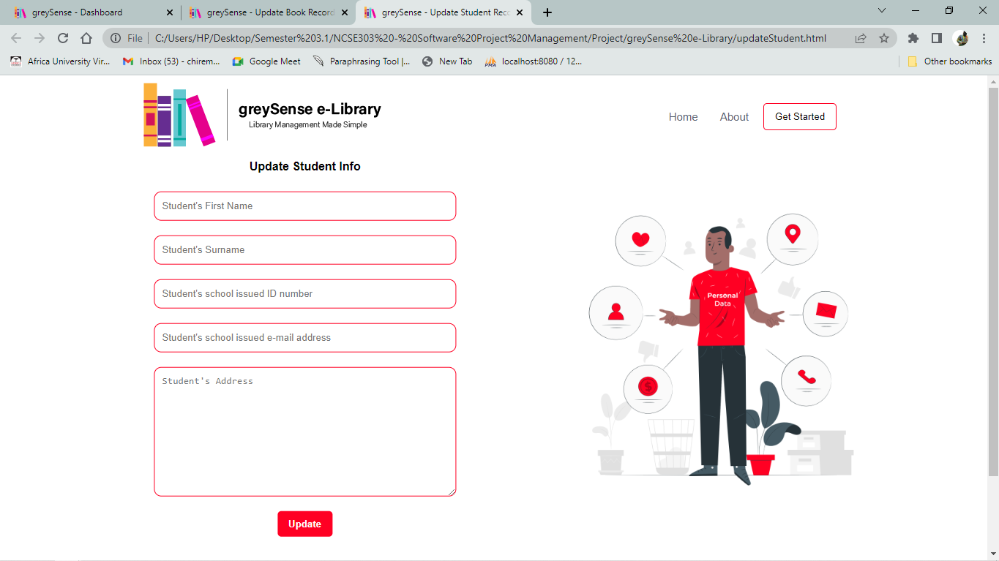 greySense - Dashboard
greySense - Update Book Record
greySense - Update Student Reco
File
C:/Users/HP/Desktop/Semester%203.1/NCSE303%20-%20Software%20Project%20Management/Project/greySense%20e-Library/updateStudent.html
Africa University Vir...
Inbox (53) - chirem...
Google Meet
Paraphrasing Tool |...
New Tab
PMA
localhost:8080 / 12...
Other bookmarks
greySense e-Library
Library Management Made Simple
Home
About
Get Started
Update Student Info
Student's First Name
Student's Surname
Student's school issued ID number
Student's school issued e-mail address
Student's Address
Update
Personal
Data
$